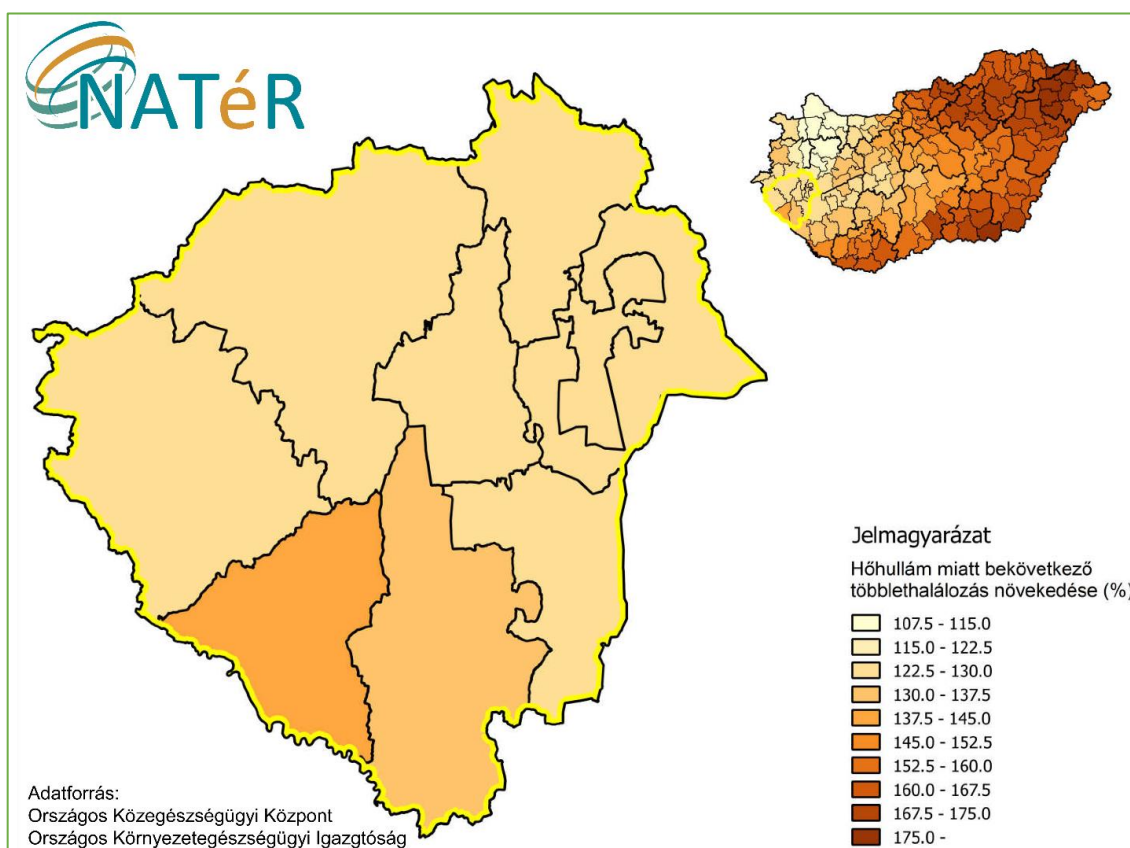 NATéR
Jelmagyarázat
Hőhullám miatt bekövetkező
többlethalálozás növekedése (%)
107.5 - 115.0
115.0 - 122.5
122.5 - 130.0
130.0 - 137.5
137.5 - 145.0
145.0 - 152.5
152.5 - 160.0
160.0 - 167.5
167.5 - 175.0
175.0 -
Adatforrás:
Országos Közegészségügyi Központ
Országos Környezetegészségügyi Igazgtóság